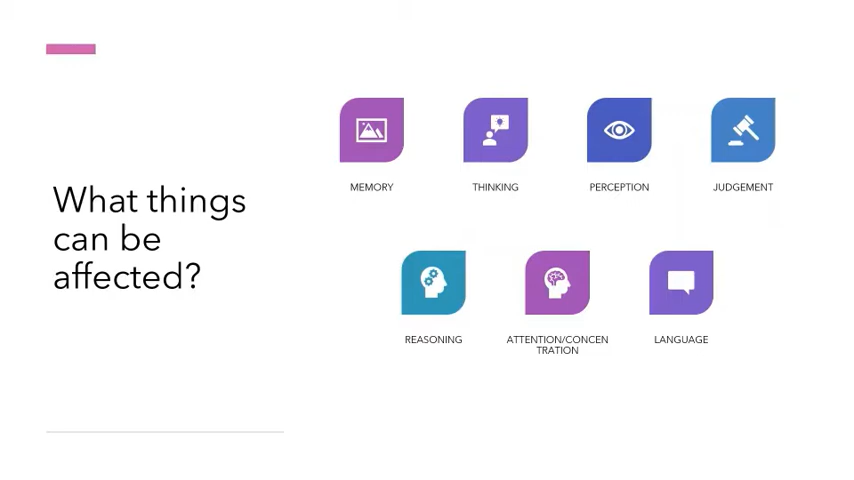 What things
can be
affected?
MEMORY
THINKING
PERCEPTION
JUDGEMENT
REASONING
ATTENTION/CONCEN
TRATION
LANGUAGE